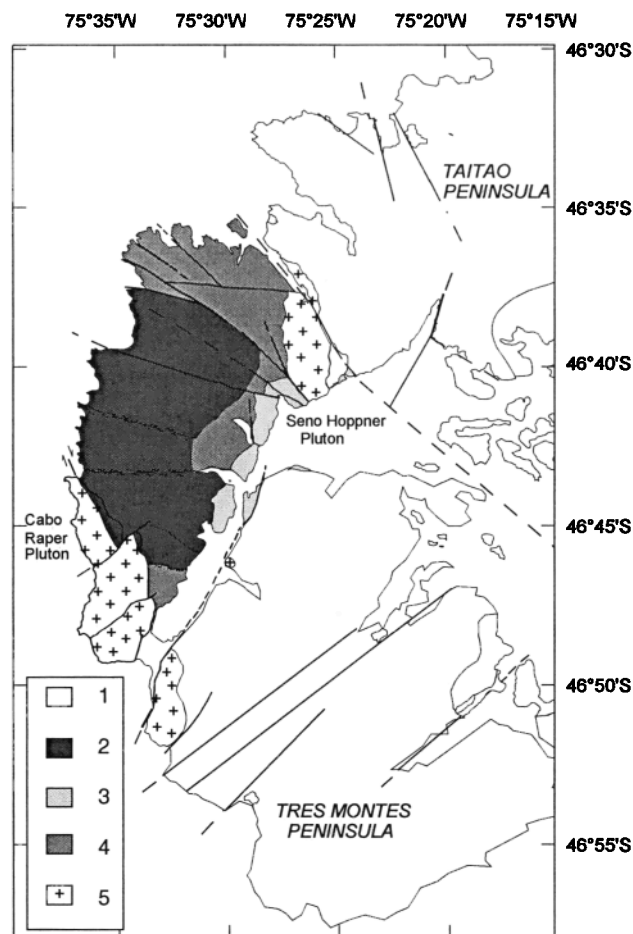 75°35'W 75°30'W 75°25'W 75°20'W 75°15'W
46°30'S
TAITAO
PENINSULA
46°35'S
46°40'S
Seno Hoppner
Pluton
Cabo
Raper
Pluton
46°45'S
46°50'S
1
2
3
4
5
TRES MONTES
PENINSULA
46°55'S